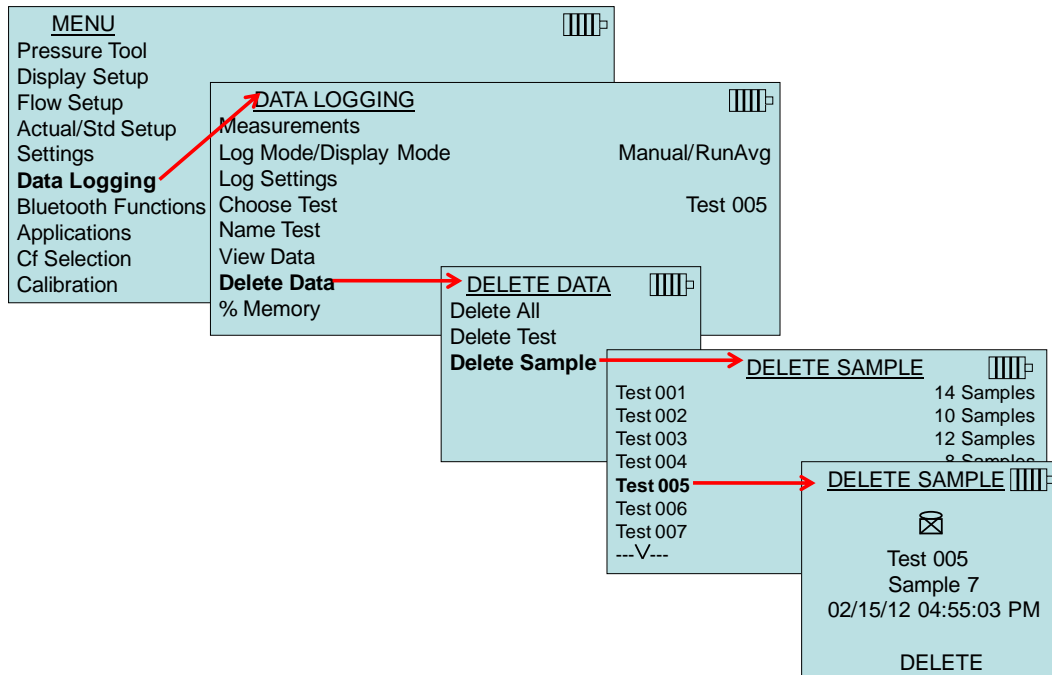 MENU
Pressure Tool
Display Setup
Flow Setup
Actual/Std Setup
Settings
Data Logging
Bluetooth Functions
Applications
Cf Selection
Calibration
DATA LOGGING
Measurements
Log Mode/Display Mode Manual/RunAvg
Log Settings
Choose Test Test 005
Name Test
View Data
Delete Data
% Memory
DELETE DATA
Delete All
Delete Test
Delete Sample
DELETE SAMPLE
Test 001 14 Samples
Test 002 10 Samples
Test 003 12 Samples
Test 004 8 Samples
Test 005
Test 006
Test 007
---V---
DELETE SAMPLE
Test 005
Sample 7
02/15/12 04:55:03 PM
DELETE